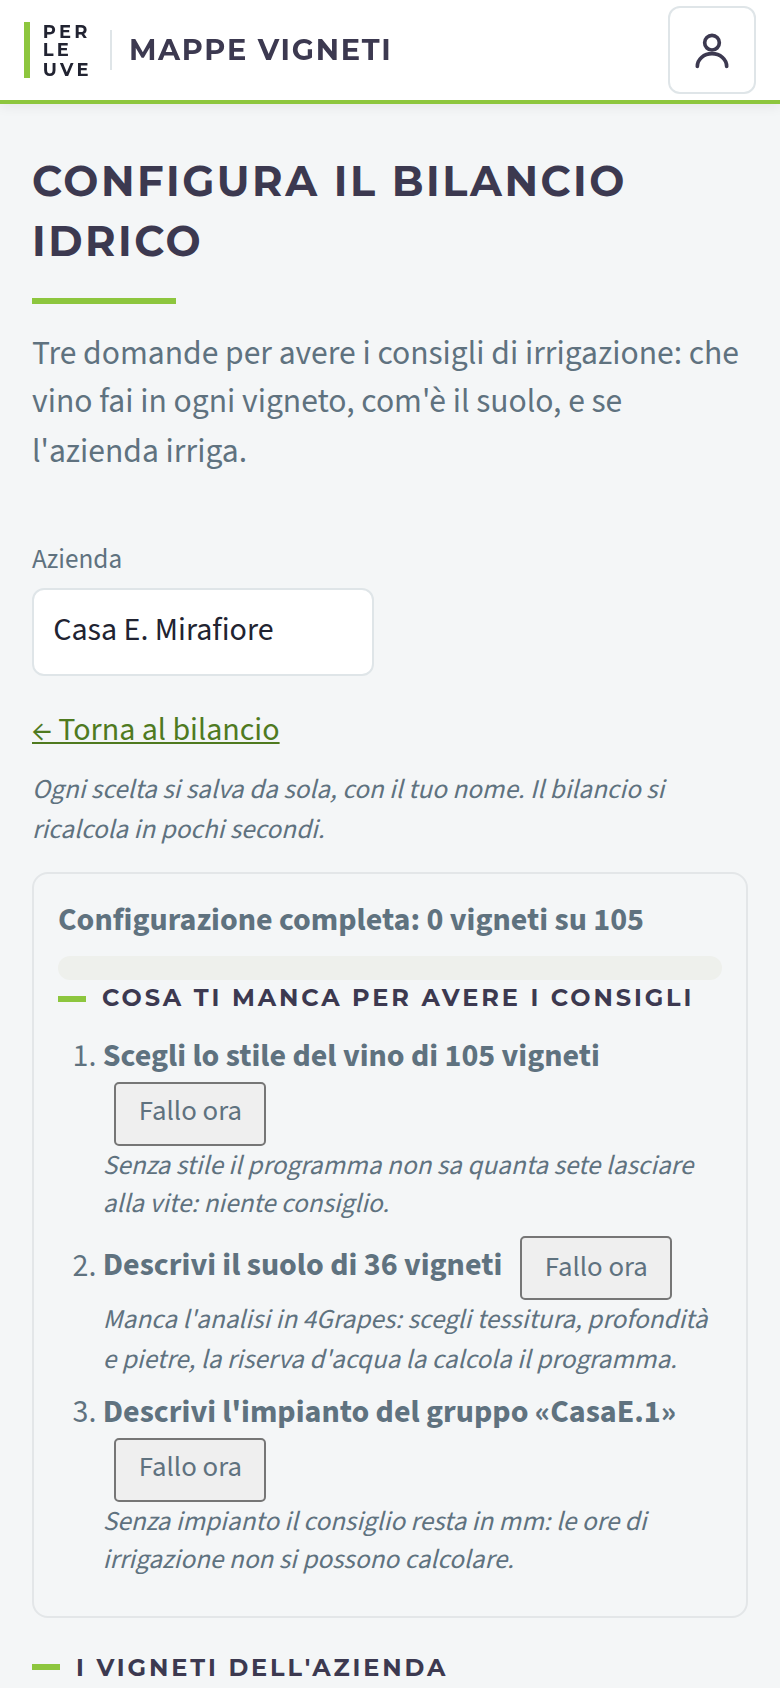 PER
LE
UVE
MAPPE VIGNETI
CONFIGURA IL BILANCIO
IDRICO
Tre domande per avere i consigli di irrigazione: che
vino fai in ogni vigneto, com'è il suolo, e se
l'azienda irriga.
Azienda
Casa E. Mirafiore
← Torna al bilancio
Ogni scelta si salva da sola, con il tuo nome. Il bilancio si
ricalcola in pochi secondi.
Configurazione completa: 0 vigneti su 105
COSA TI MANCA PER AVERE I CONSIGLI
1. Scegli lo stile del vino di 105 vigneti
Fallo ora
Senza stile il programma non sa quanta sete lasciare
alla vite: niente consiglio.
2. Descrivi il suolo di 36 vigneti Fallo ora
Manca l'analisi in 4Grapes: scegli tessitura, profondità
e pietre, la riserva d'acqua la calcola il programma.
3. Descrivi l'impianto del gruppo «CasaE.1»
Fallo ora
Senza impianto il consiglio resta in mm: le ore di
irrigazione non si possono calcolare.
I VIGNETI DELL'AZIENDA